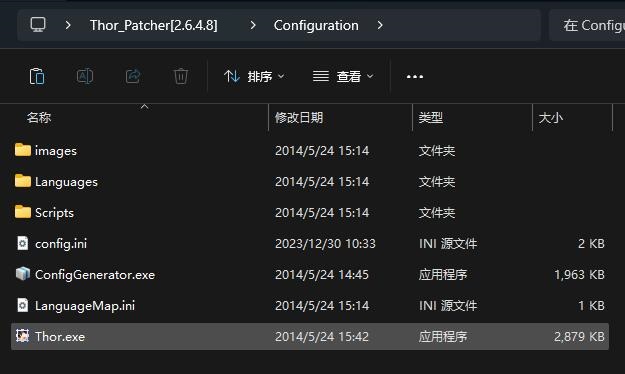 Thor_Patcher[2.6.4.8] > Configuration > 在 Configu
排序 查看 ...
名称 修改日期 类型 大小
images 2014/5/24 15:14 文件夹
Languages 2014/5/24 15:14 文件夹
Scripts 2014/5/24 15:14 文件夹
config.ini 2023/12/30 10:33 INI 源文件 2 KB
ConfigGenerator.exe 2014/5/24 14:45 应用程序 1,963 KB
LanguageMap.ini 2014/5/24 15:14 INI 源文件 1 KB
Thor.exe 2014/5/24 15:42 应用程序 2,879 KB